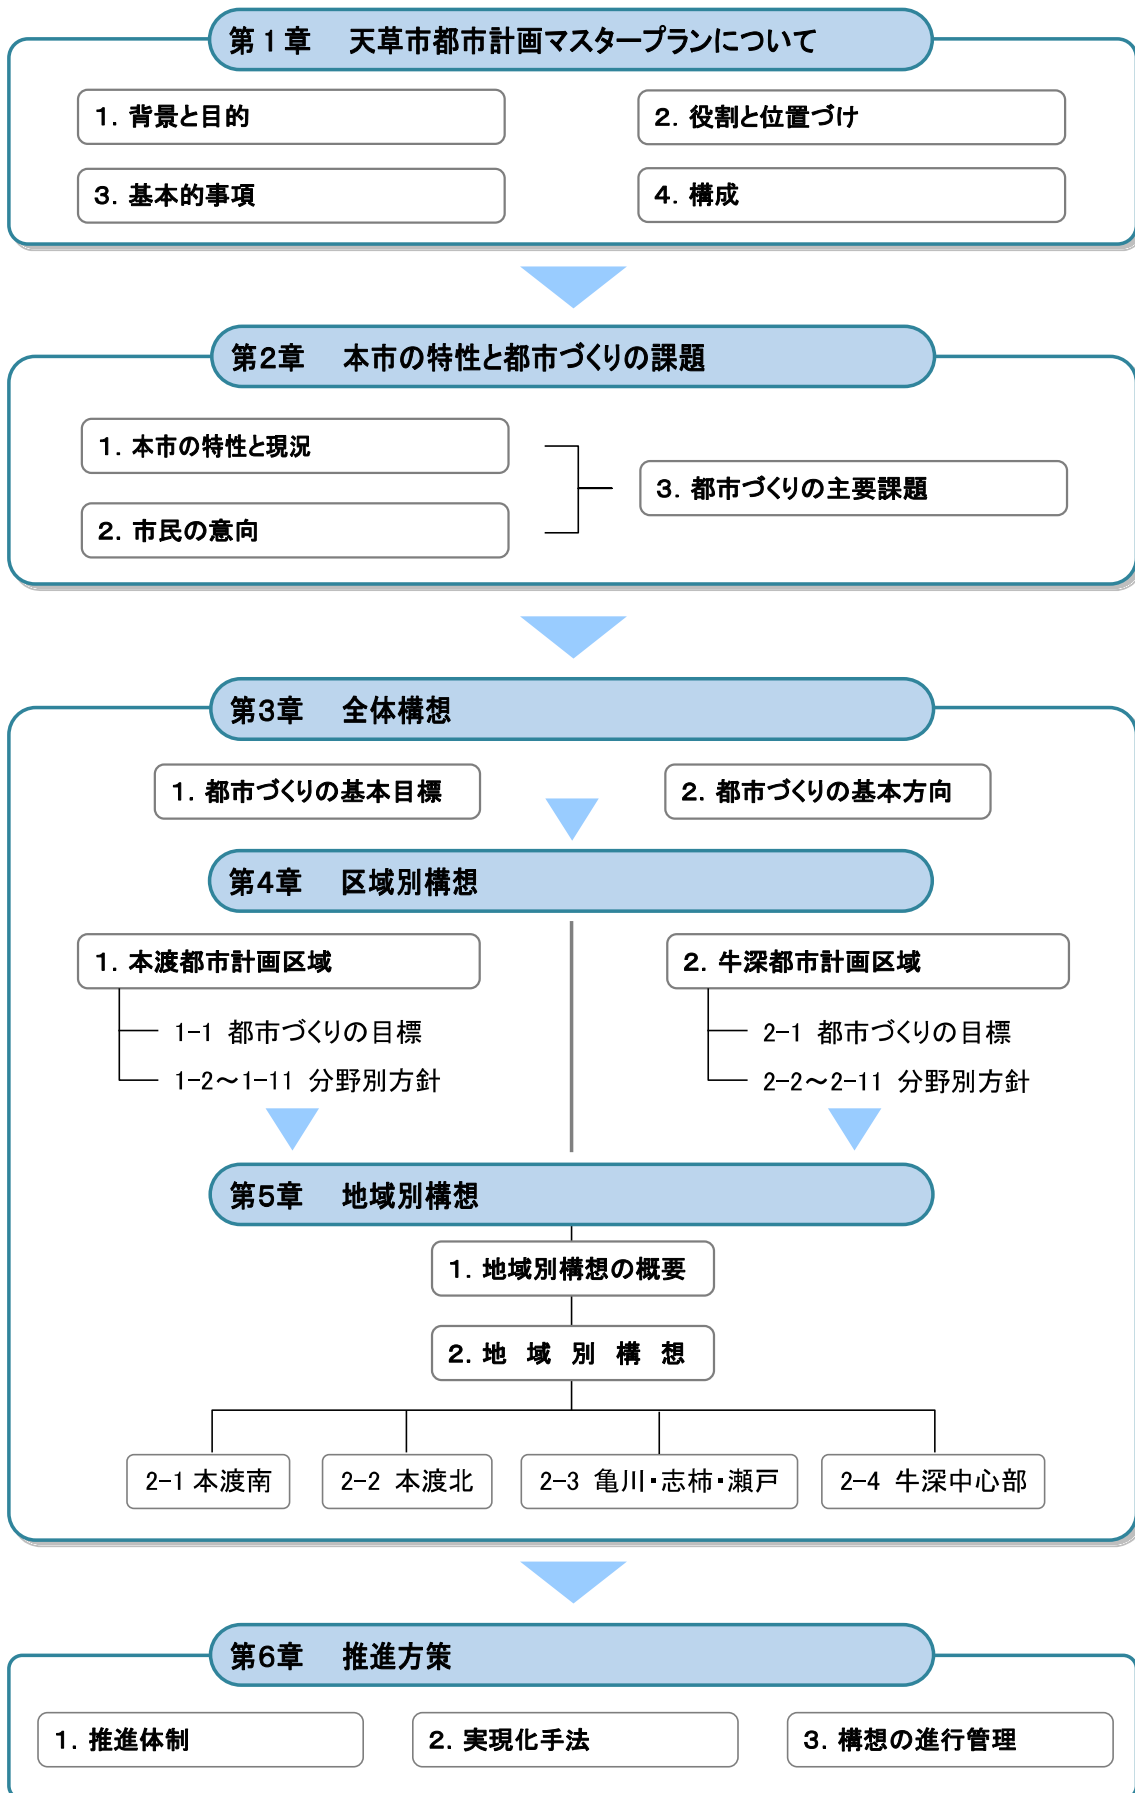 第1章　天草市都市計画マスタープランについて
1．背景と目的
2．役割と位置づけ
3．基本的事項
4．構成
第2章　本市の特性と都市づくりの課題
1．本市の特性と現況
2．市民の意向
3．都市づくりの主要課題
第3章　全体構想
1．都市づくりの基本目標
2．都市づくりの基本方向
第4章　区域別構想
1．本渡都市計画区域
1-1 都市づくりの目標
1-2～1-11 分野別方針
2．牛深都市計画区域
2-1 都市づくりの目標
2-2～2-11 分野別方針
第5章　地域別構想
1．地域別構想の概要
2．地　域　別　構　想
2-1 本渡南
2-2 本渡北
2-3 亀川・志柿・瀬戸
2-4 牛深中心部
第6章　推進方策
1．推進体制
2．実現化手法
3．構想の進行管理